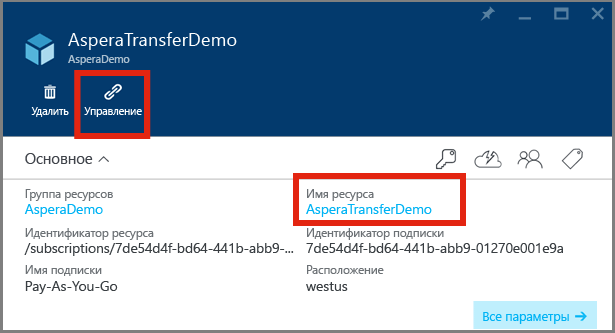 AsperaTransferDemo
AsperaDemo
Удалить Управление
Основное
Группа ресурсов Имя ресурса
AsperaDemo AsperaTransferDemo
Идентификатор ресурса Идентификатор подписки
/subscriptions/7de54d4f-bd64-441b-abb9-... 7de54d4f-bd64-441b-abb9-01270e001e9a
Имя подписки Расположение
Pay-As-You-Go westus
Все параметры →